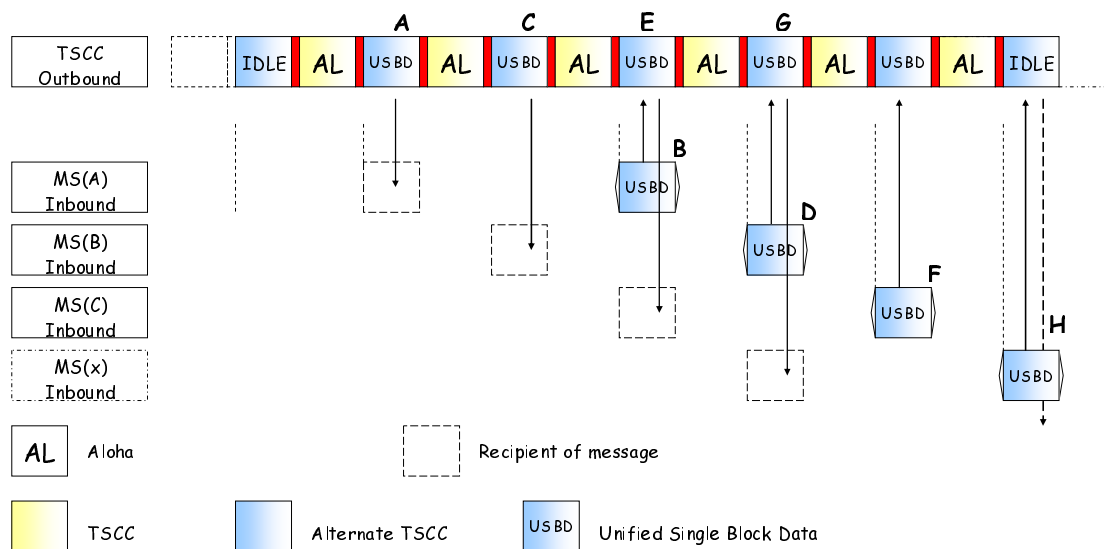 A C E G
TSCC
Outbound
IDLE AL USBD AL USBD AL USBD AL USBD AL USBD AL IDLE
MS(A)
Inbound
USBD B
MS(B)
Inbound
USBD D
MS(C)
Inbound
USBD F
MS(x)
Inbound
USBD H
AL Aloha
Recipient of message
TSCC
Alternate TSCC
USBD Unified Single Block Data